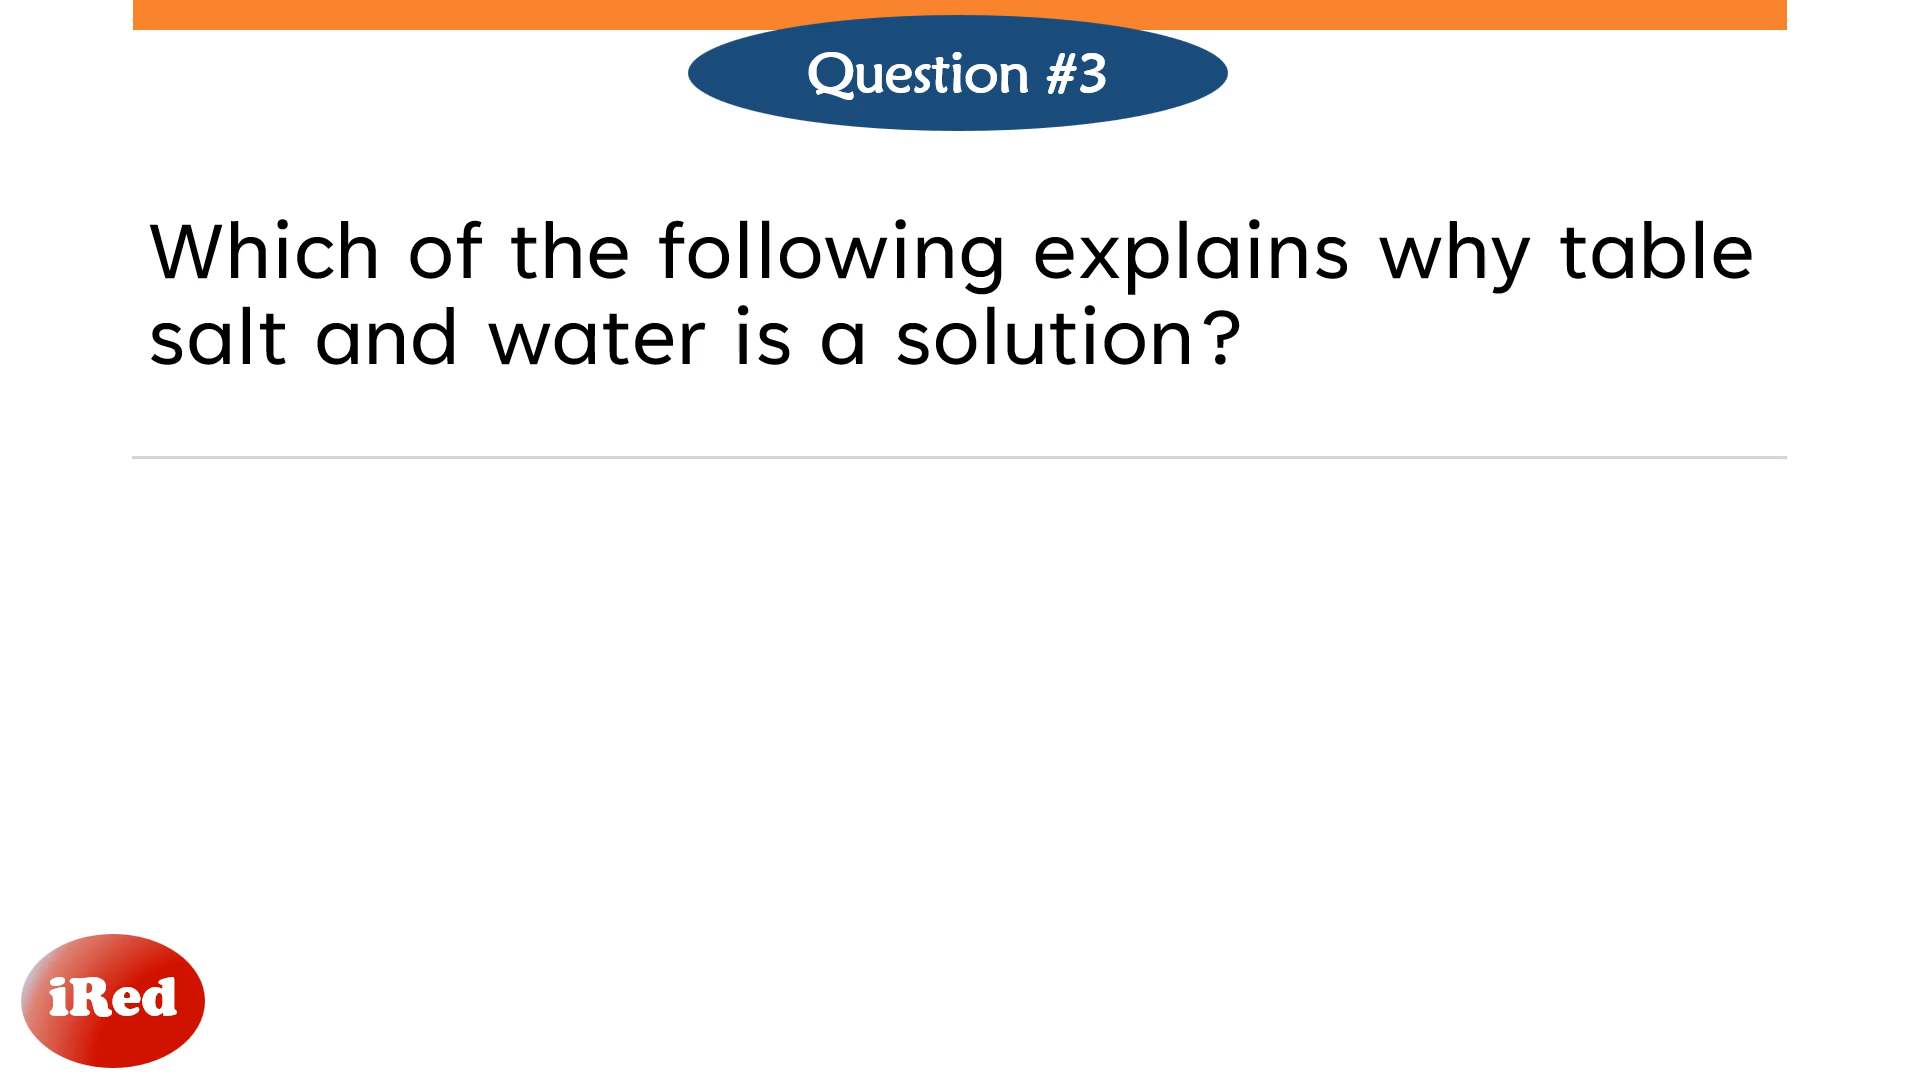 Question #3
Which of the following explains why table
salt and water is a solution?
iRed